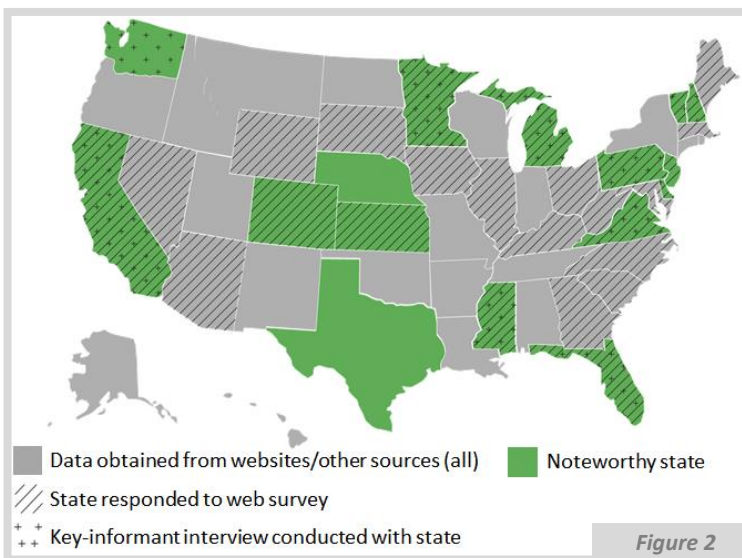 Data obtained from websites/other sources (all)
Noteworthy state
State responded to web survey
Key-informant interview conducted with state
Figure 2